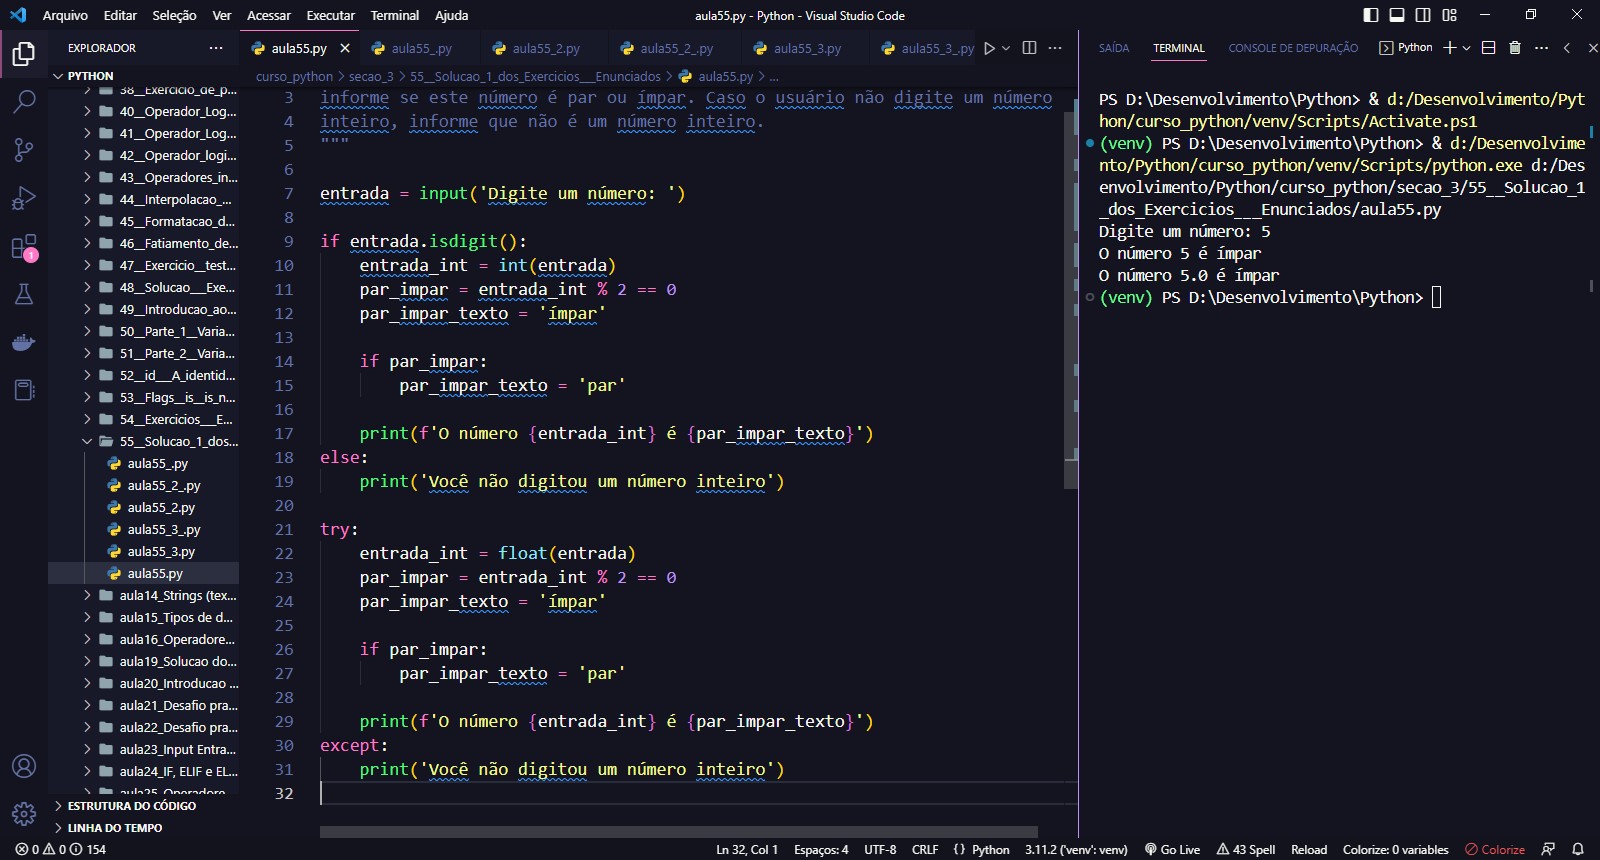 Arquivo Editar Seleção Ver Acessar Executar Terminal Ajuda
aula55.py - Python - Visual Studio Code
EXPLORADOR ...
PYTHON
38__Exercicio_de_p...
40__Operador_Log...
41__Operador_Log...
42__Operador_logi...
43__Operadores_in...
44__Interpolacao_...
45__Formatacao_d...
46__Fatiamento_de...
47__Exercicio__test...
48__Solucao___Exe...
49__Introducao_ao...
50__Parte_1__Varia...
51__Parte_2__Varia...
52__id___A_identid...
53__Flags__is__is_n...
54__Exercicios___E...
55__Solucao_1_dos...
aula55_.py
aula55_2_.py
aula55_2.py
aula55_3_.py
aula55_3.py
aula55.py
aula14_Strings (tex...
aula15_Tipos de d...
aula16_Operadore...
aula19_Solucao do...
aula20_Introducao ...
aula21_Desafio pra...
aula22_Desafio pra...
aula23_Input Entra...
aula24_IF, ELIF e EL...
aula25_Operadore...
ESTRUTURA DO CÓDIGO
LINHA DO TEMPO
1
aula55.py aula55_.py aula55_2.py aula55_2_.py aula55_3.py aula55_3_.py
curso_python > secao_3 > 55__Solucao_1_dos_Exercicios___Enunciados > aula55.py > ...
3 informe se este número é par ou ímpar. Caso o usuário não digite um número
4 inteiro, informe que não é um número inteiro.
5 """
6
7 entrada = input('Digite um número: ')
8
9 if entrada.isdigit():
10     entrada_int = int(entrada)
11     par_impar = entrada_int % 2 == 0
12     par_impar_texto = 'ímpar'
13
14     if par_impar:
15         par_impar_texto = 'par'
16
17     print(f'O número {entrada_int} é {par_impar_texto}')
18 else:
19     print('Você não digitou um número inteiro')
20
21 try:
22     entrada_int = float(entrada)
23     par_impar = entrada_int % 2 == 0
24     par_impar_texto = 'ímpar'
25
26     if par_impar:
27         par_impar_texto = 'par'
28
29     print(f'O número {entrada_int} é {par_impar_texto}')
30 except:
31     print('Você não digitou um número inteiro')
32
SAÍDA TERMINAL CONSOLE DE DEPURAÇÃO Python
PS D:\Desenvolvimento\Python> & d:/Desenvolvimento/Pyt
hon/curso_python/venv/Scripts/Activate.ps1
(venv) PS D:\Desenvolvimento\Python> & d:/Desenvolvime
nto/Python/curso_python/venv/Scripts/python.exe d:/Des
envolvimento/Python/curso_python/secao_3/55__Solucao_1
_dos_Exercicios___Enunciados/aula55.py
Digite um número: 5
O número 5 é ímpar
O número 5.0 é ímpar
(venv) PS D:\Desenvolvimento\Python>
0 0 154 Ln 32, Col 1 Espaços: 4 UTF-8 CRLF {} Python 3.11.2 ('venv': venv) Go Live 43 Spell Reload Colorize: 0 variables Colorize